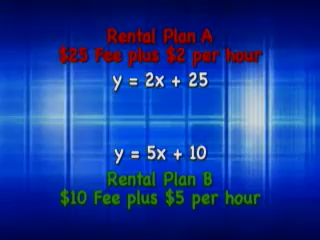 Rental Plan A
$25 Fee plus $2 per hour
y = 2x + 25
y = 5x + 10
Rental Plan B
$10 Fee plus $5 per hour